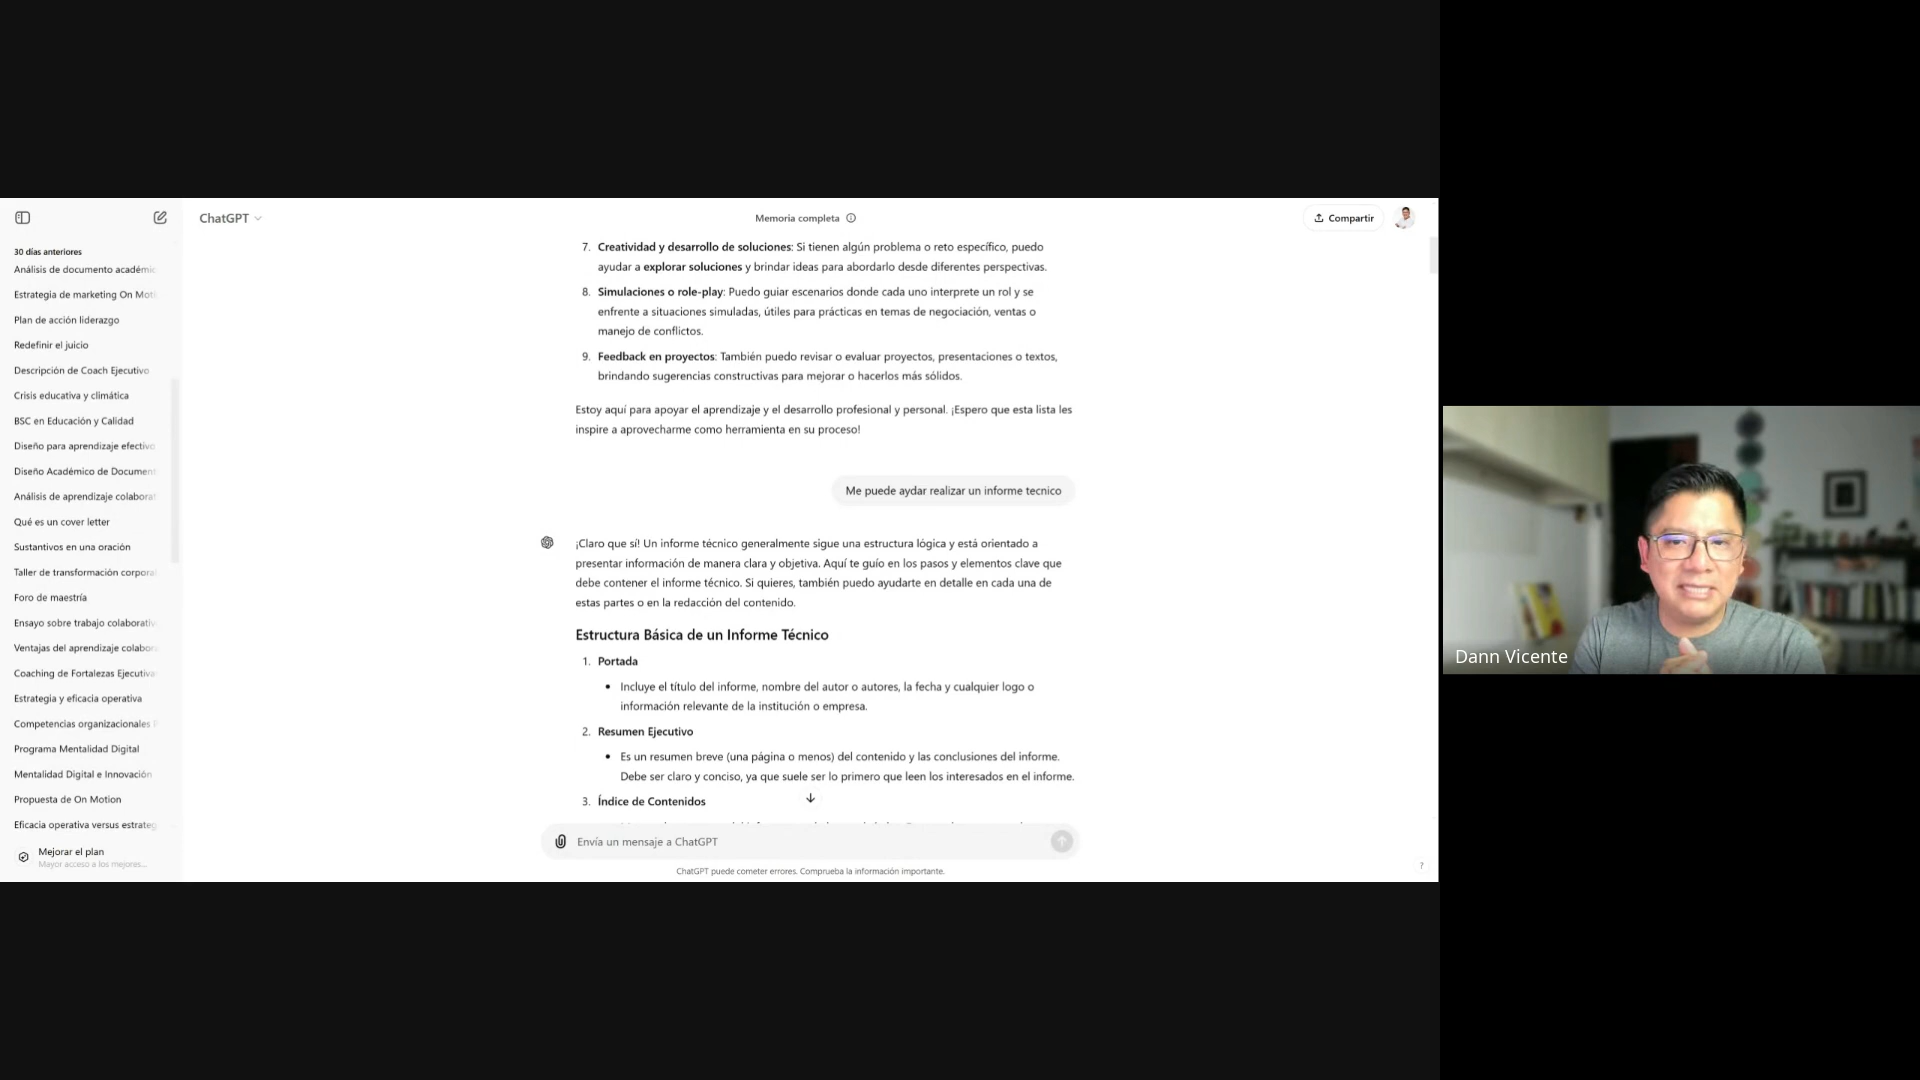 ChatGPT
Memoria completa
Compartir
30 días anteriores
Análisis de documento académic
Estrategia de marketing On Moti
Plan de acción liderazgo
Redefinir el juicio
Descripción de Coach Ejecutivo
Crisis educativa y climática
BSC en Educación y Calidad
Diseño para aprendizaje efectivo
Diseño Académico de Document
Análisis de aprendizaje colaborat
Qué es un cover letter
Sustantivos en una oración
Taller de transformación corporal
Foro de maestría
Ensayo sobre trabajo colaborativ
Ventajas del aprendizaje colabor
Coaching de Fortalezas Ejecutiva
Estrategia y eficacia operativa
Competencias organizacionales
Programa Mentalidad Digital
Mentalidad Digital e Innovación
Propuesta de On Motion
Eficacia operativa versus estrateg
Mejorar el plan
Mayor acceso a los mejores...
7. Creatividad y desarrollo de soluciones: Si tienen algún problema o reto específico, puedo
ayudar a explorar soluciones y brindar ideas para abordarlo desde diferentes perspectivas.
8. Simulaciones o role-play: Puedo guiar escenarios donde cada uno interprete un rol y se
enfrente a situaciones simuladas, útiles para prácticas en temas de negociación, ventas o
manejo de conflictos.
9. Feedback en proyectos: También puedo revisar o evaluar proyectos, presentaciones o textos,
brindando sugerencias constructivas para mejorar o hacerlos más sólidos.
Estoy aquí para apoyar el aprendizaje y el desarrollo profesional y personal. ¡Espero que esta lista les
inspire a aprovecharme como herramienta en su proceso!
Me puede aydar realizar un informe tecnico
¡Claro que sí! Un informe técnico generalmente sigue una estructura lógica y está orientado a
presentar información de manera clara y objetiva. Aquí te guío en los pasos y elementos clave que
debe contener el informe técnico. Si quieres, también puedo ayudarte en detalle en cada una de
estas partes o en la redacción del contenido.
Estructura Básica de un Informe Técnico
1. Portada
• Incluye el título del informe, nombre del autor o autores, la fecha y cualquier logo o
información relevante de la institución o empresa.
2. Resumen Ejecutivo
• Es un resumen breve (una página o menos) del contenido y las conclusiones del informe.
Debe ser claro y conciso, ya que suele ser lo primero que leen los interesados en el informe.
3. Índice de Contenidos
Envía un mensaje a ChatGPT
ChatGPT puede cometer errores. Comprueba la información importante.
?
Dann Vicente